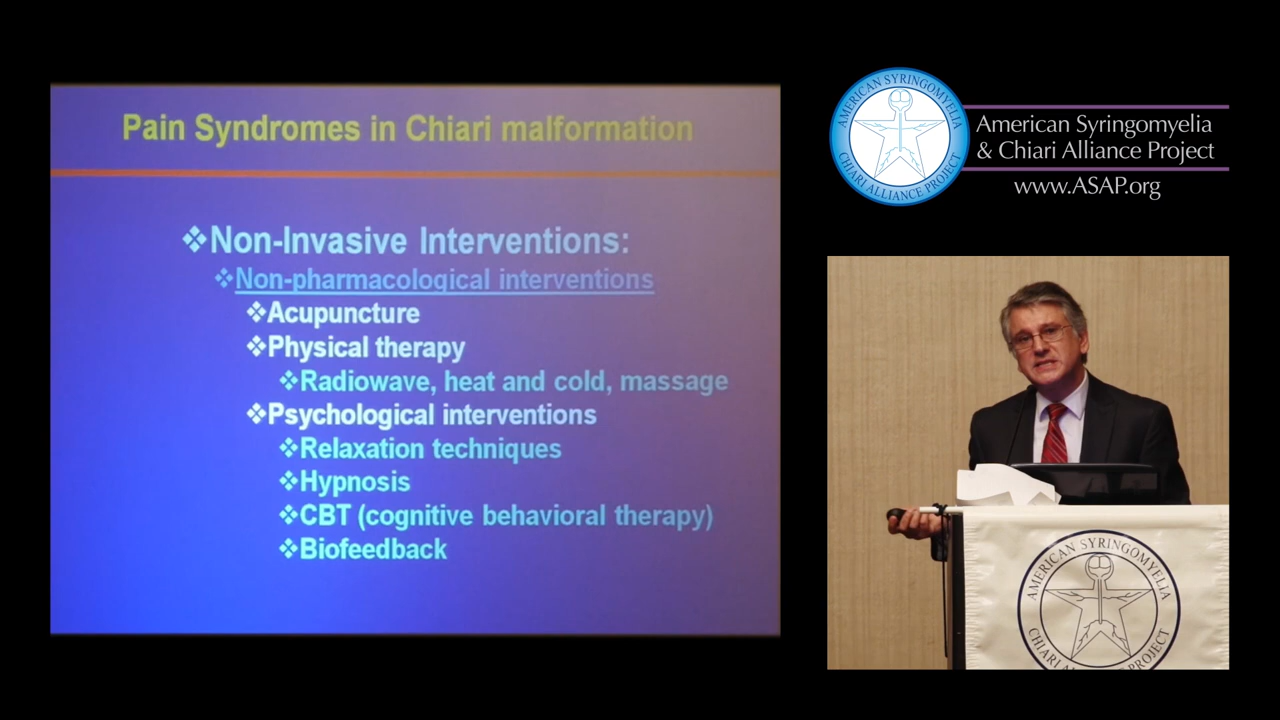 Pain Syndromes in Chiari malformation
❖Non-Invasive Interventions:
❖Non-pharmacological interventions
❖Acupuncture
❖Physical therapy
❖Radiowave, heat and cold, massage
❖Psychological interventions
❖Relaxation techniques
❖Hypnosis
❖CBT (cognitive behavioral therapy)
❖Biofeedback
AMERICAN SYRINGOMYELIA
CHIARI ALLIANCE PROJECT
American Syringomyelia
& Chiari Alliance Project
www.ASAP.org
AMERICAN SYRINGOMYELIA
CHIARI ALLIANCE PROJECT